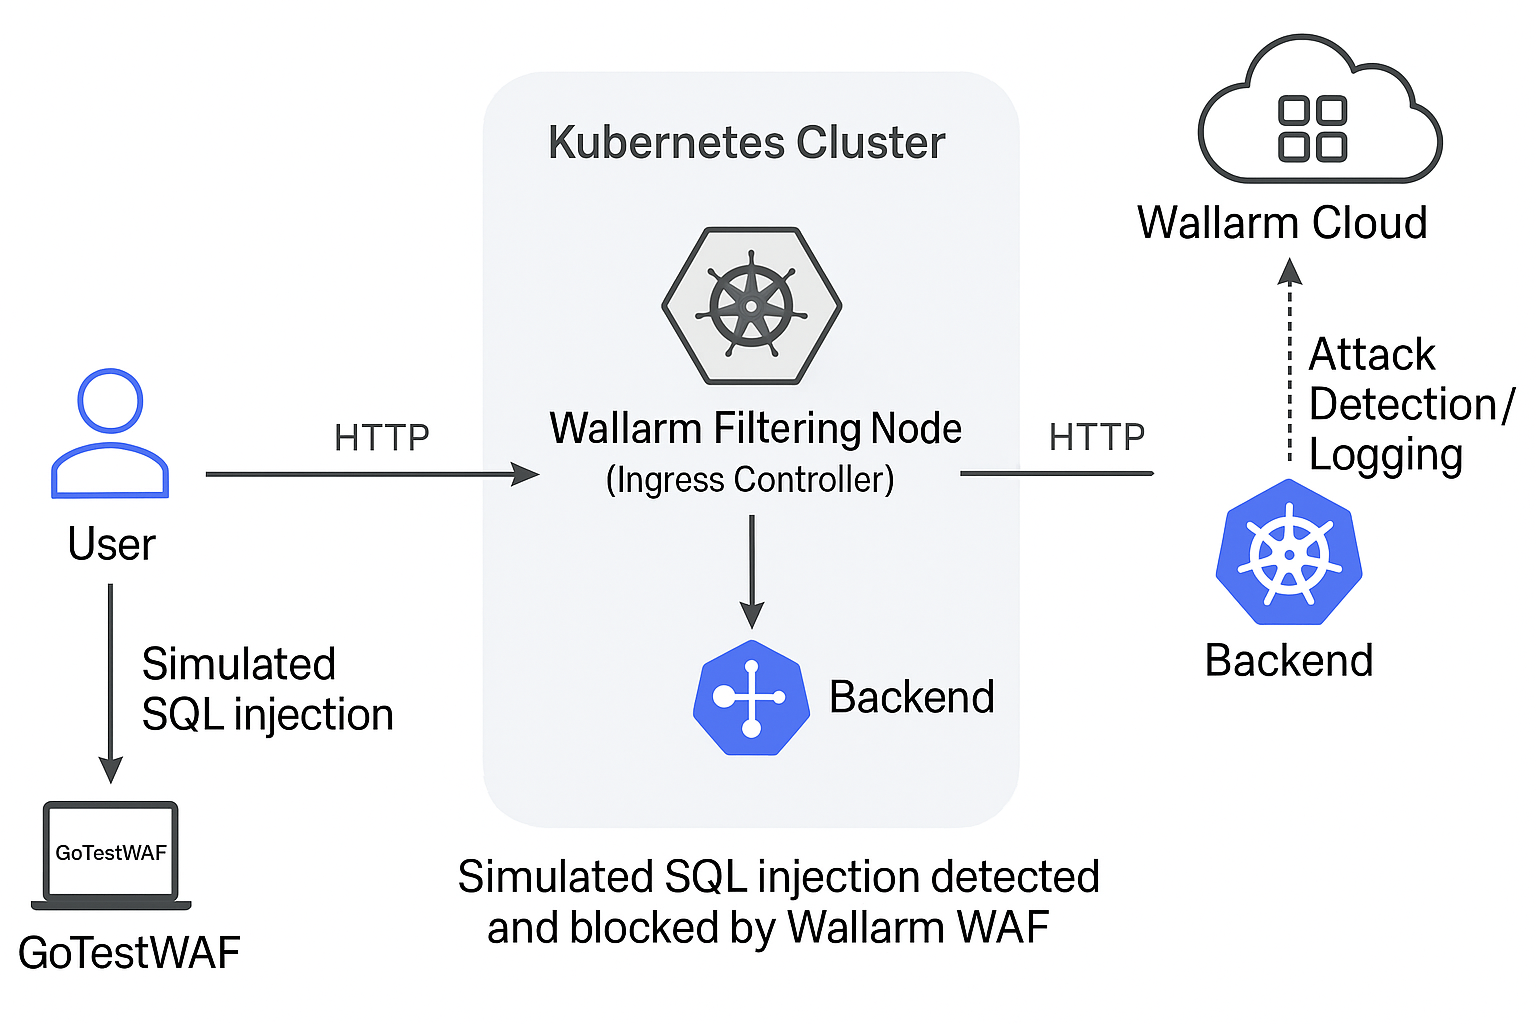 Kubernetes Cluster
Wallarm Cloud
Attack
Detection/
Logging
HTTP
Wallarm Filtering Node
(Ingress Controller)
HTTP
User
Backend
Simulated
SQL injection
Backend
GoTestWAF
GoTestWAF
Simulated SQL injection detected
and blocked by Wallarm WAF